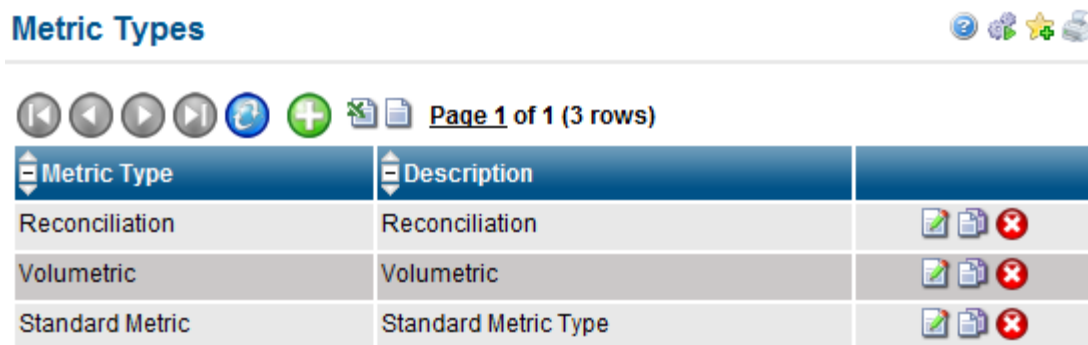 Metric Types
Page 1 of 1 (3 rows)
Metric Type Description
Reconciliation Reconciliation
Volumetric Volumetric
Standard Metric Standard Metric Type